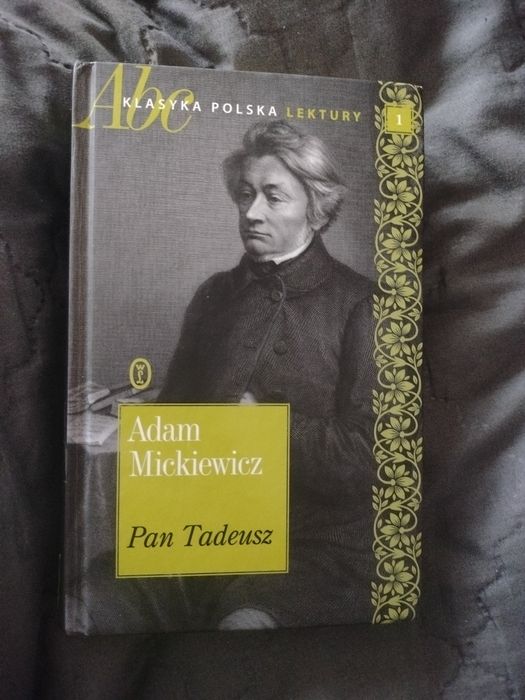 Abc KLASYKA POLSKA LEKTURY 1
Adam
Mickiewicz
Pan Tadeusz